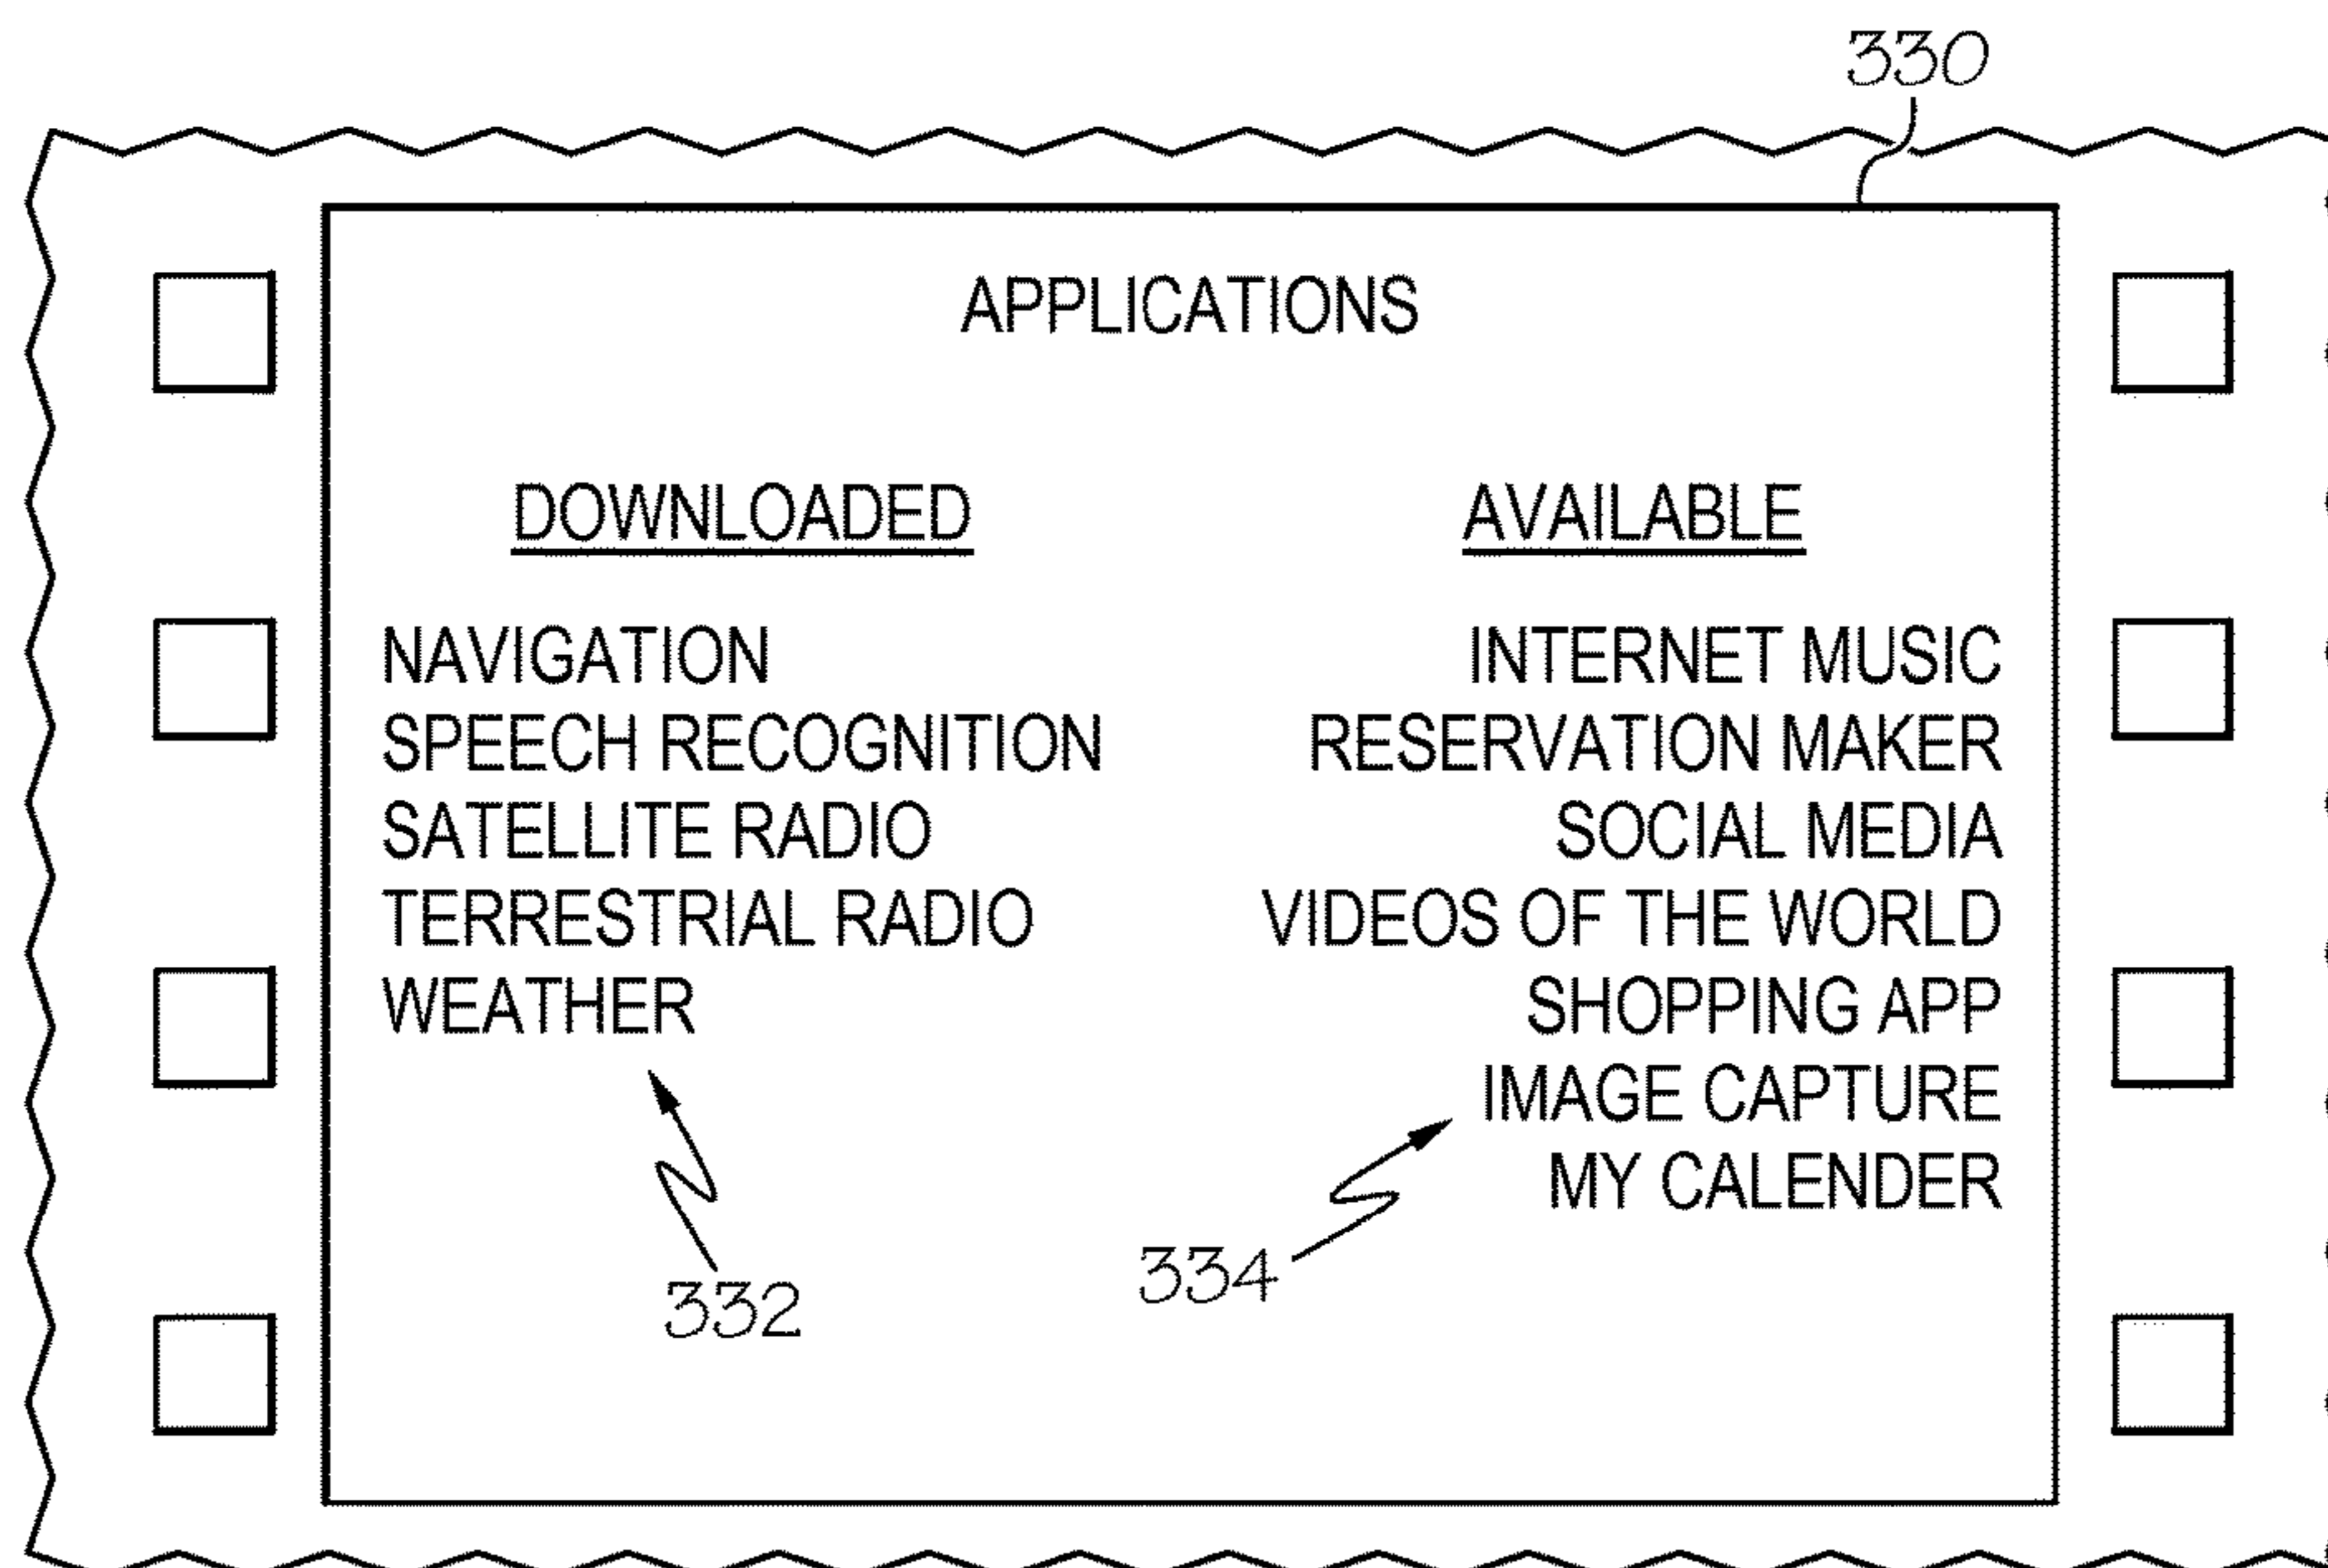 330
APPLICATIONS
DOWNLOADED
NAVIGATION
SPEECH RECOGNITION
SATELLITE RADIO
TERRESTRIAL RADIO
WEATHER
332
AVAILABLE
INTERNET MUSIC
RESERVATION MAKER
SOCIAL MEDIA
VIDEOS OF THE WORLD
SHOPPING APP
IMAGE CAPTURE
MY CALENDER
334